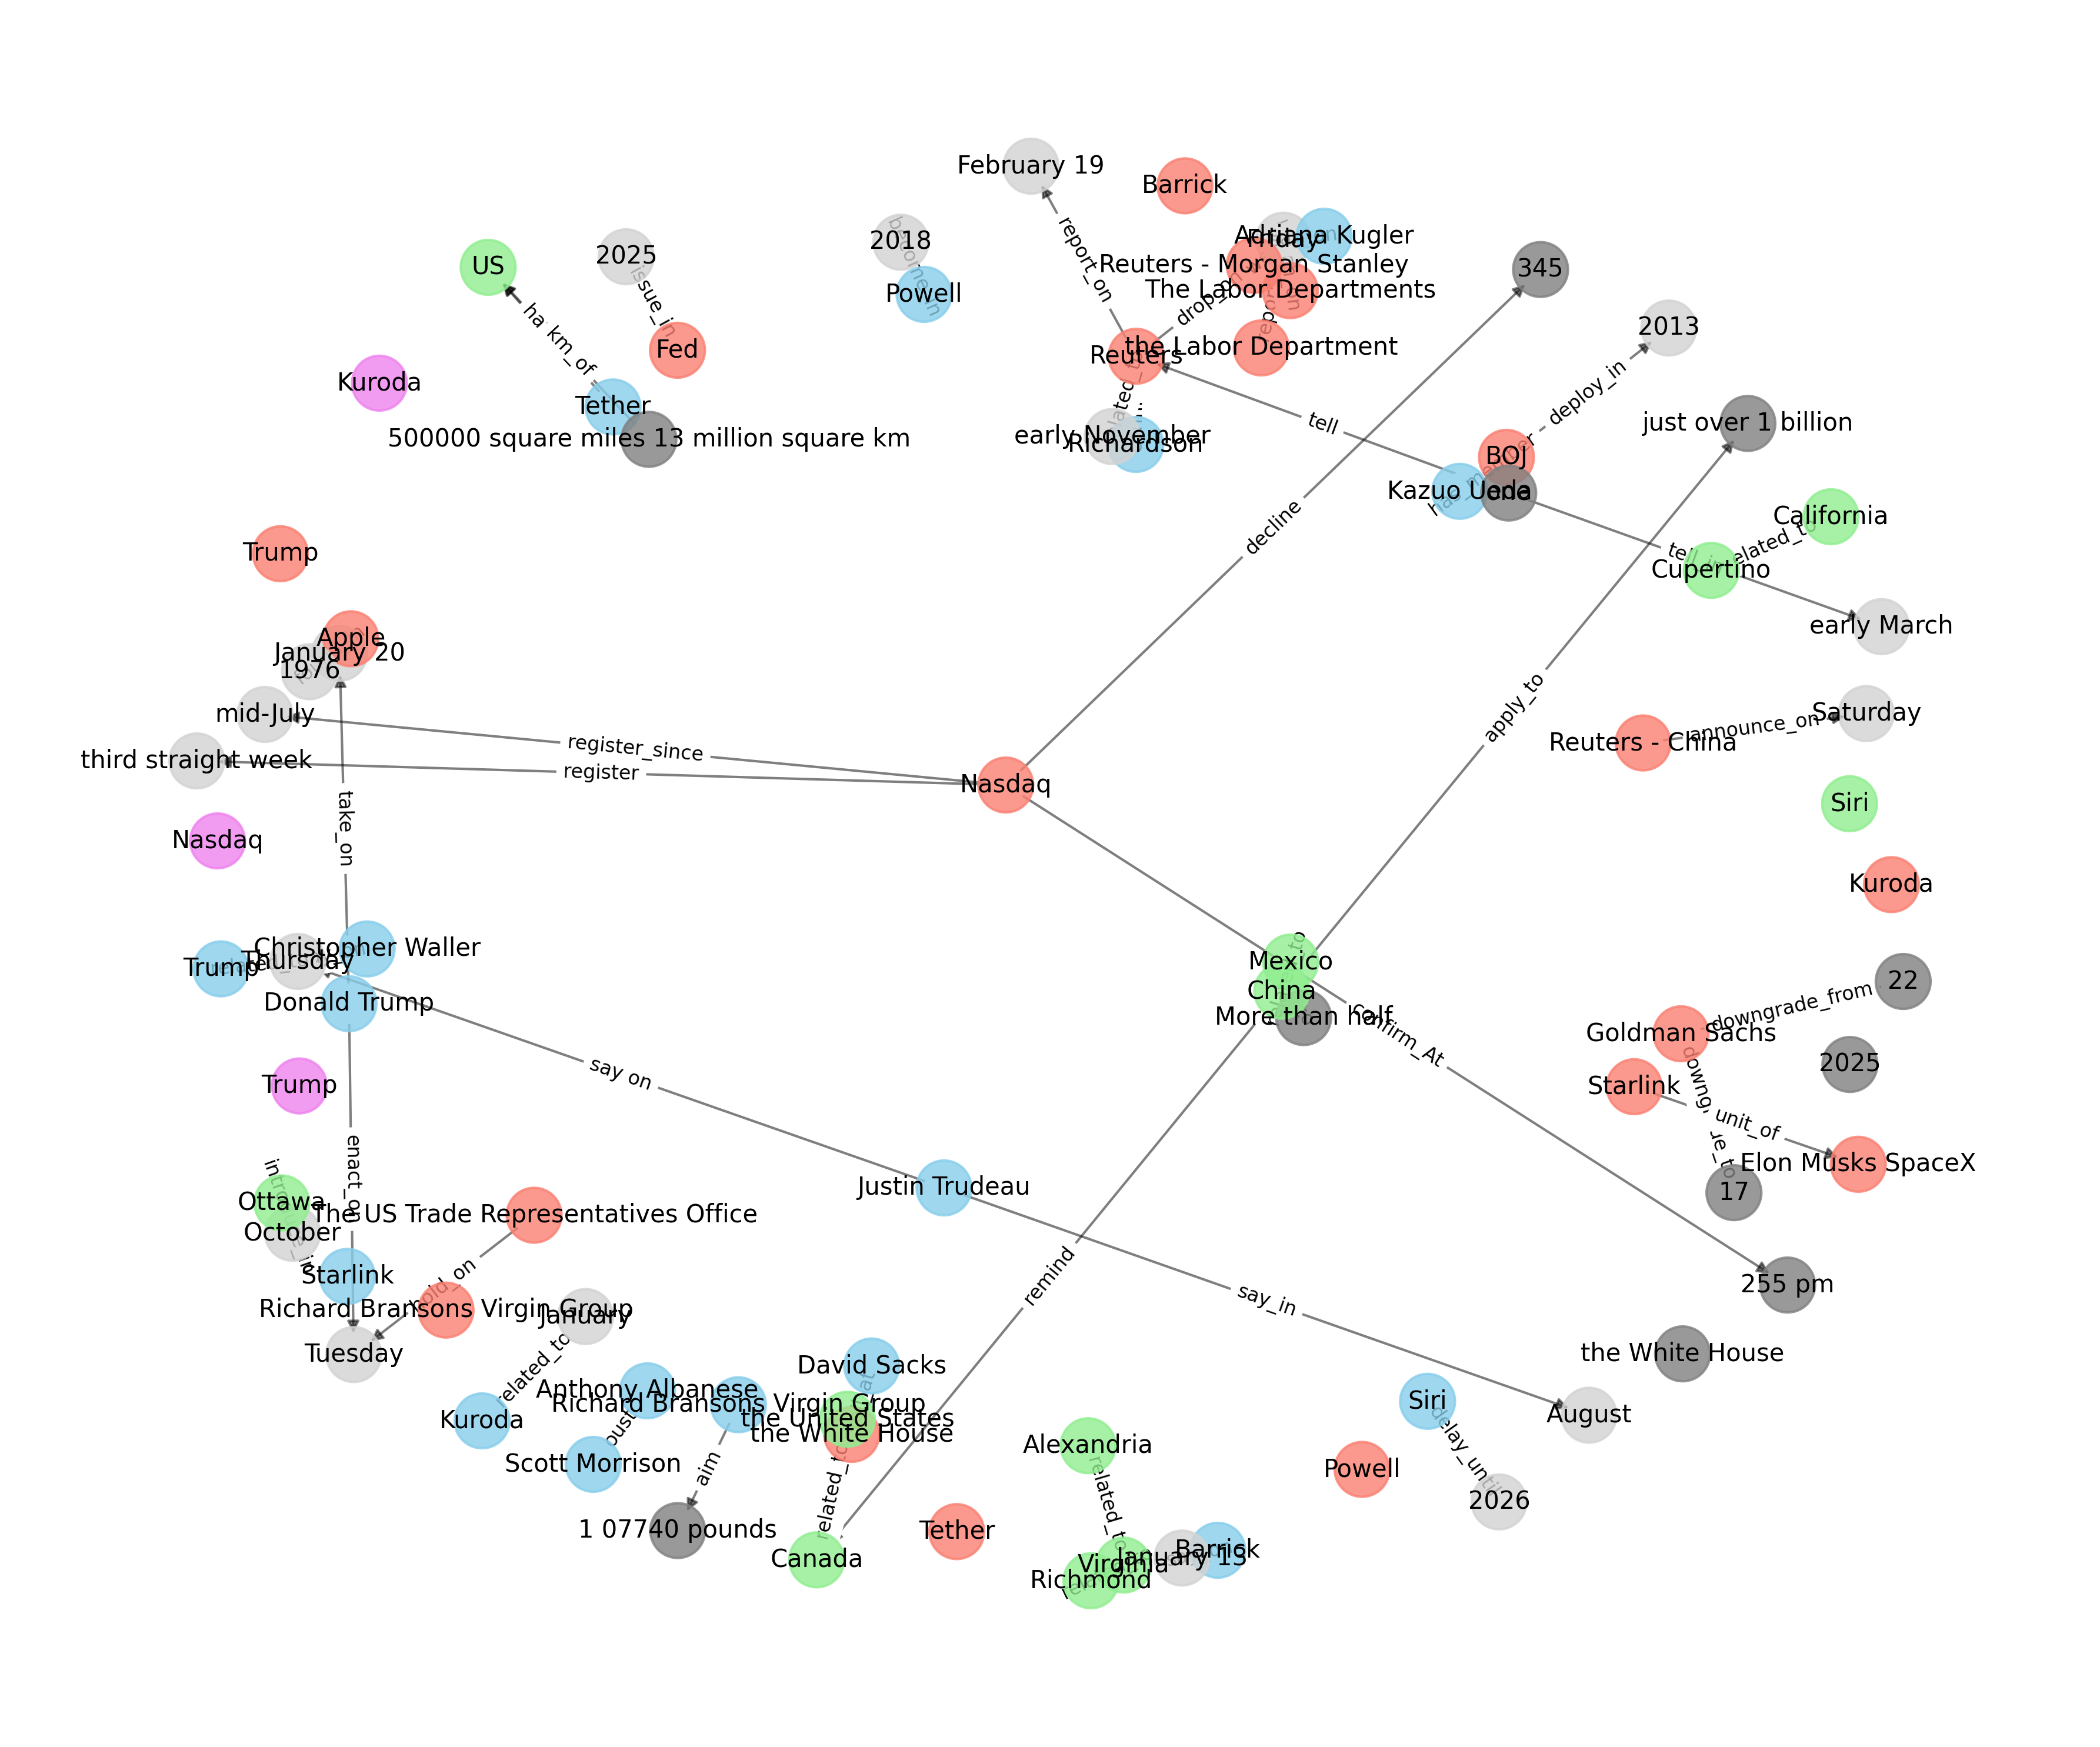 February 19
Barrick
2018
Adriana Kugler
Friday
US
2025
Reuters - Morgan Stanley
345
report_on
The Labor Departments
Powell
issue_in
2013
ha
km_of
drop_o
Fed
the Labor Department
Reuters
Kuroda
deploy_in
Tether
just over 1 billion
tell
500000 square miles 13 million square km
early November
Richardson
BOJ
Kazuo Ueda
California
decline
related_to
Cupertino
Trump
early March
Apple
January 20
1976
mid-July
Saturday
apply_to
announce_on
Reuters - China
register_since
third straight week
register
Nasdaq
Siri
take_on
Nasdaq
Kuroda
Christopher Waller
Thursday
Trump
Mexico
22
China
downgrade_from
Donald Trump
More than half
confirm_At
Goldman Sachs
2025
say on
Trump
Starlink
unit_of
Elon Musks SpaceX
enact_on
Justin Trudeau
17
Ottawa
The US Trade Representatives Office
October
Starlink
remind
hold_on
say_in
255 pm
Richard Bransons Virgin Group
January
Tuesday
the White House
related_to
David Sacks
Anthony Albanese
Richard Bransons Virgin Group
Siri
Kuroda
the United States
August
the White House
Alexandria
oust
delay_until
Scott Morrison
aim
Powell
related_to
related_to
2026
1 07740 pounds
Tether
Canada
Barrick
January 13
Virginia
Richmond